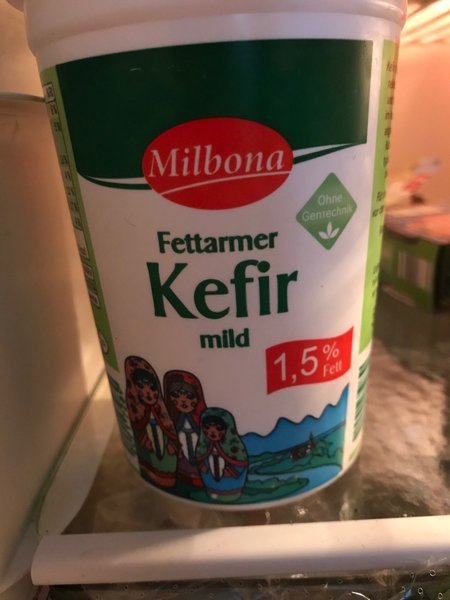 Milbona
Ohne
Gentechnik
Fettarmer
Kefir
mild
1,5%
Fett